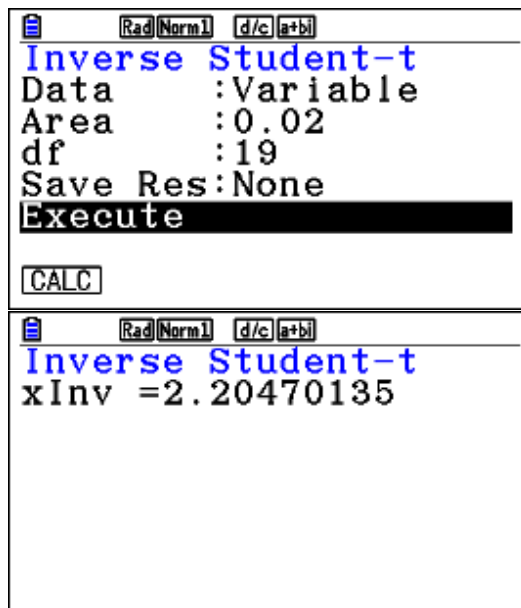 Rad Norm1 d/c a+bi
Inverse Student-t
Data :Variable
Area :0.02
df :19
Save Res:None
Execute
CALC
Rad Norm1 d/c a+bi
Inverse Student-t
xInv =2.20470135